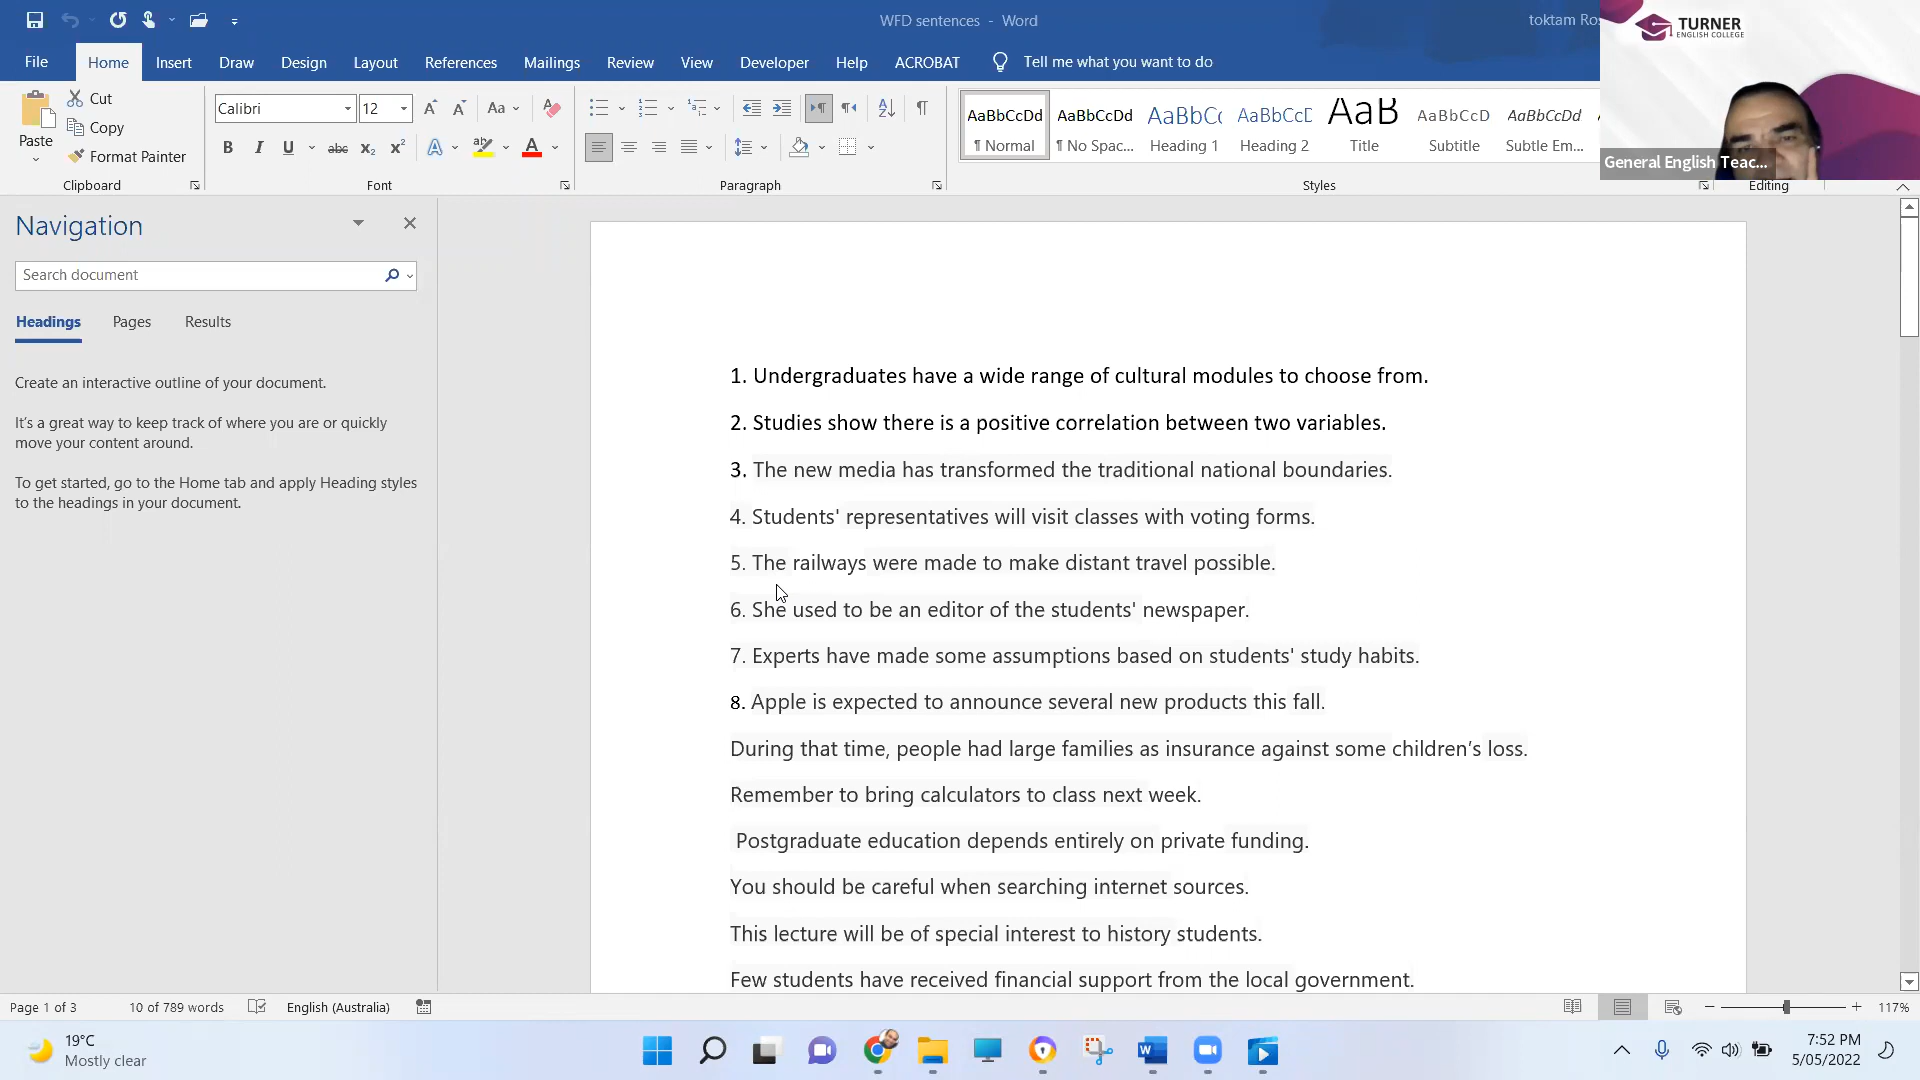 WFD sentences - Word
toktam Ros
TURNER
ENGLISH COLLEGE
File Home Insert Draw Design Layout References Mailings Review View Developer Help ACROBAT Tell me what you want to do
Paste
Cut
Copy
Format Painter
Clipboard
Calibri 12
Font
Paragraph
AaBbCcDd AaBbCcDd AaBbCc AaBbCcD AaB AaBbCcD AaBbCcDd
¶ Normal ¶ No Spac... Heading 1 Heading 2 Title Subtitle Subtle Em...
Styles
General English Teac...
Editing
Navigation
Search document
Headings Pages Results
Create an interactive outline of your document.
It's a great way to keep track of where you are or quickly
move your content around.
To get started, go to the Home tab and apply Heading styles
to the headings in your document.
1. Undergraduates have a wide range of cultural modules to choose from.
2. Studies show there is a positive correlation between two variables.
3. The new media has transformed the traditional national boundaries.
4. Students' representatives will visit classes with voting forms.
5. The railways were made to make distant travel possible.
6. She used to be an editor of the students' newspaper.
7. Experts have made some assumptions based on students' study habits.
8. Apple is expected to announce several new products this fall.
During that time, people had large families as insurance against some children's loss.
Remember to bring calculators to class next week.
Postgraduate education depends entirely on private funding.
You should be careful when searching internet sources.
This lecture will be of special interest to history students.
Few students have received financial support from the local government.
Page 1 of 3 10 of 789 words English (Australia) 117%
19°C
Mostly clear
7:52 PM
5/05/2022